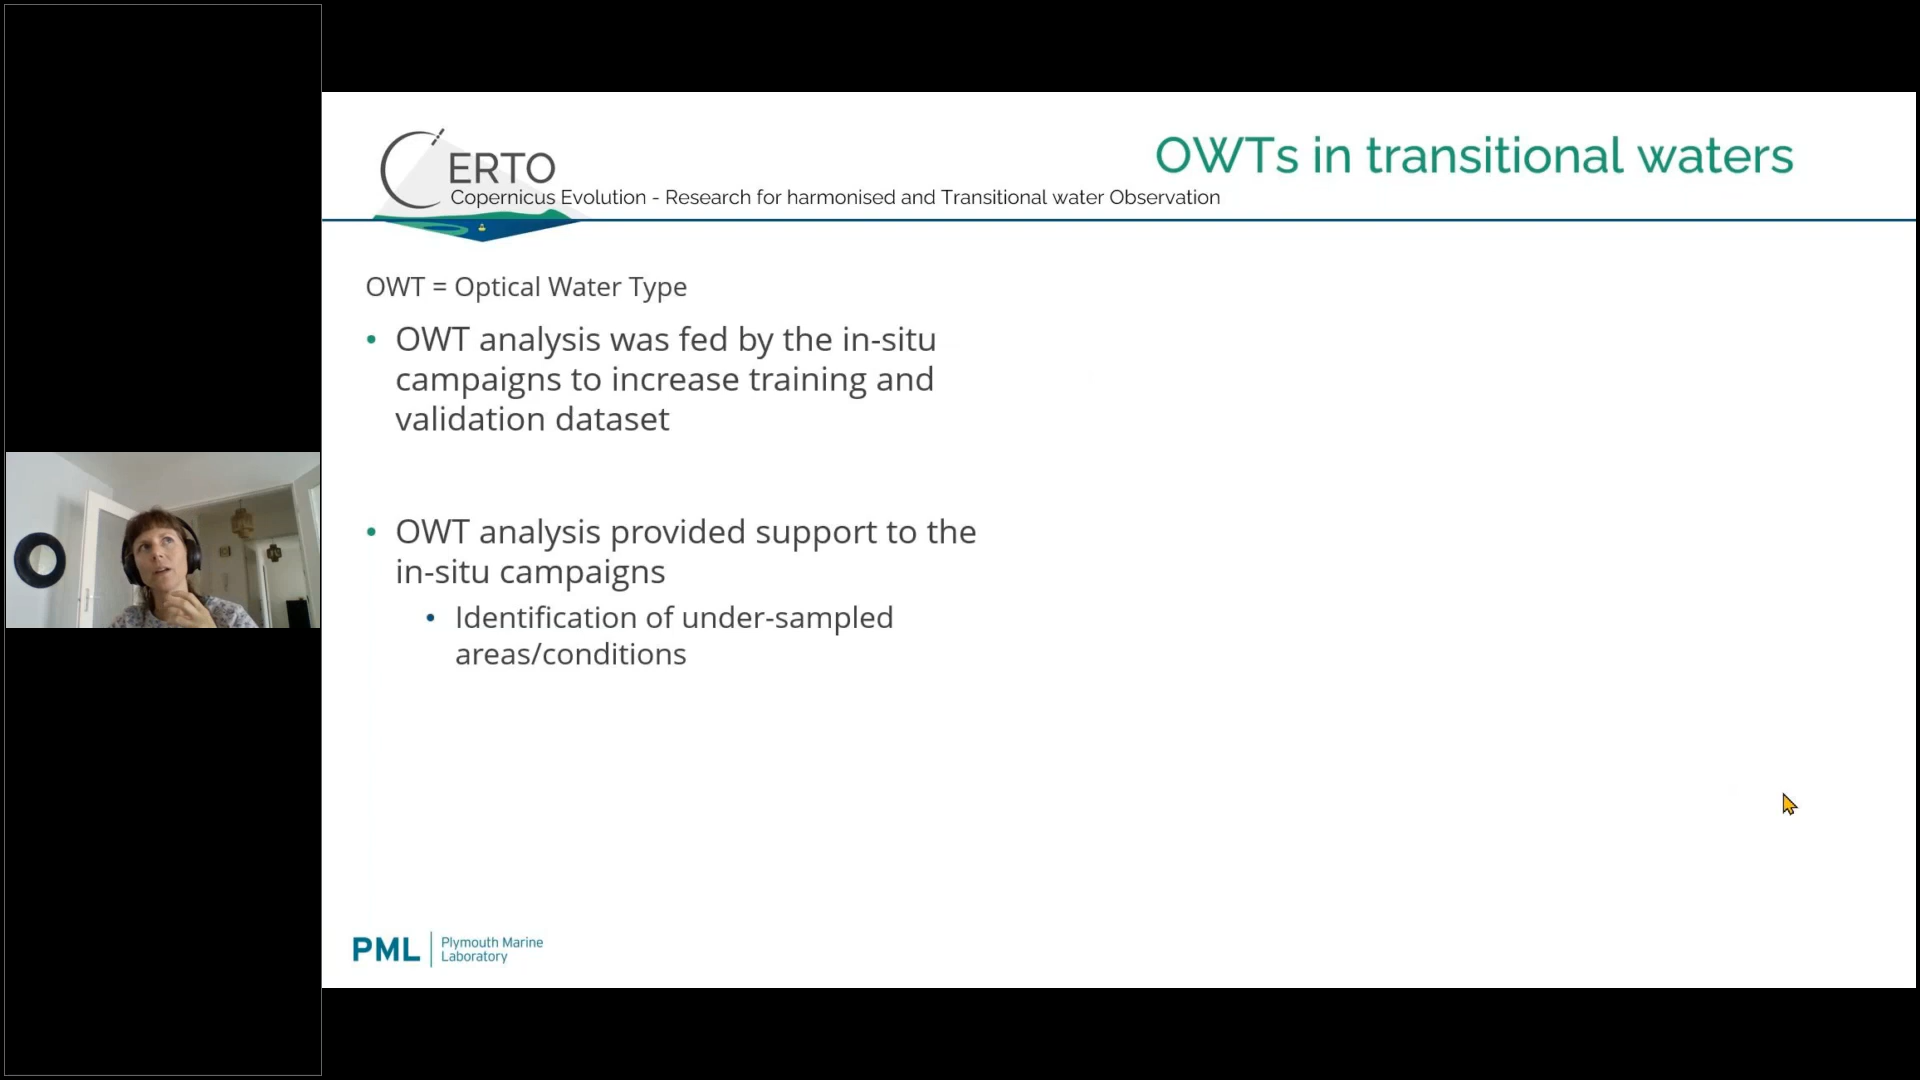 CERTO
Copernicus Evolution - Research for harmonised and Transitional water Observation
OWTs in transitional waters
OWT = Optical Water Type
• OWT analysis was fed by the in-situ
campaigns to increase training and
validation dataset
• OWT analysis provided support to the
in-situ campaigns
• Identification of under-sampled
areas/conditions
PML
Plymouth Marine
Laboratory